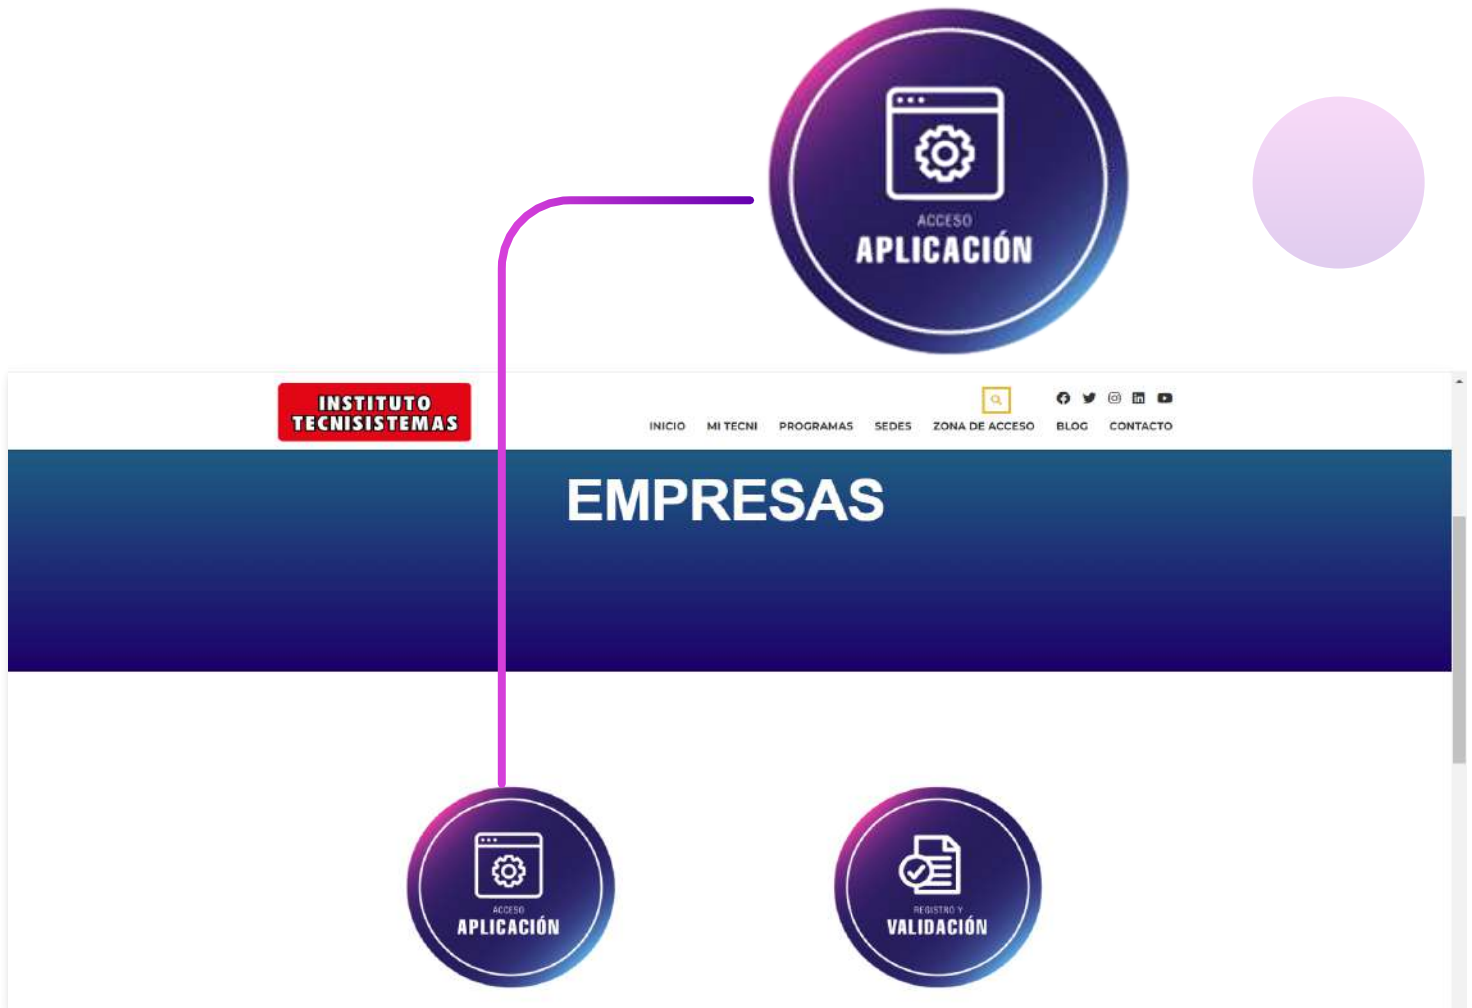 ACCESO
APLICACIÓN
INSTITUTO
TECNISISTEMAS
INICIO MI TECNI PROGRAMAS SEDES ZONA DE ACCESO BLOG CONTACTO
EMPRESAS
ACCESO
APLICACIÓN
REGISTRO Y
VALIDACIÓN